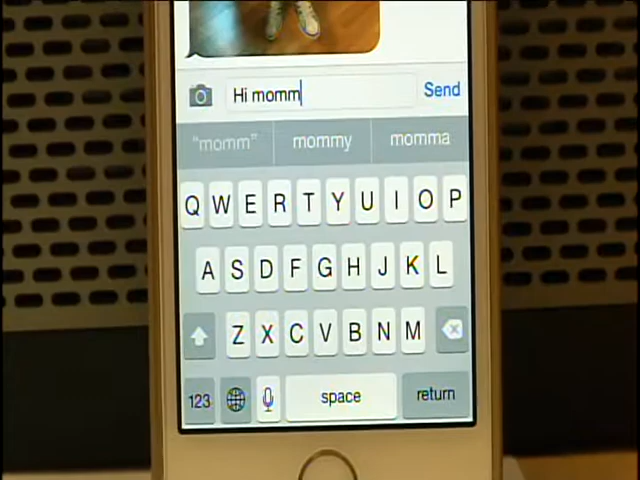 Hi momm
Send
"momm" mommy momma
Q W E R T Y U I O P
A S D F G H J K L
Z X C V B N M
123 space return